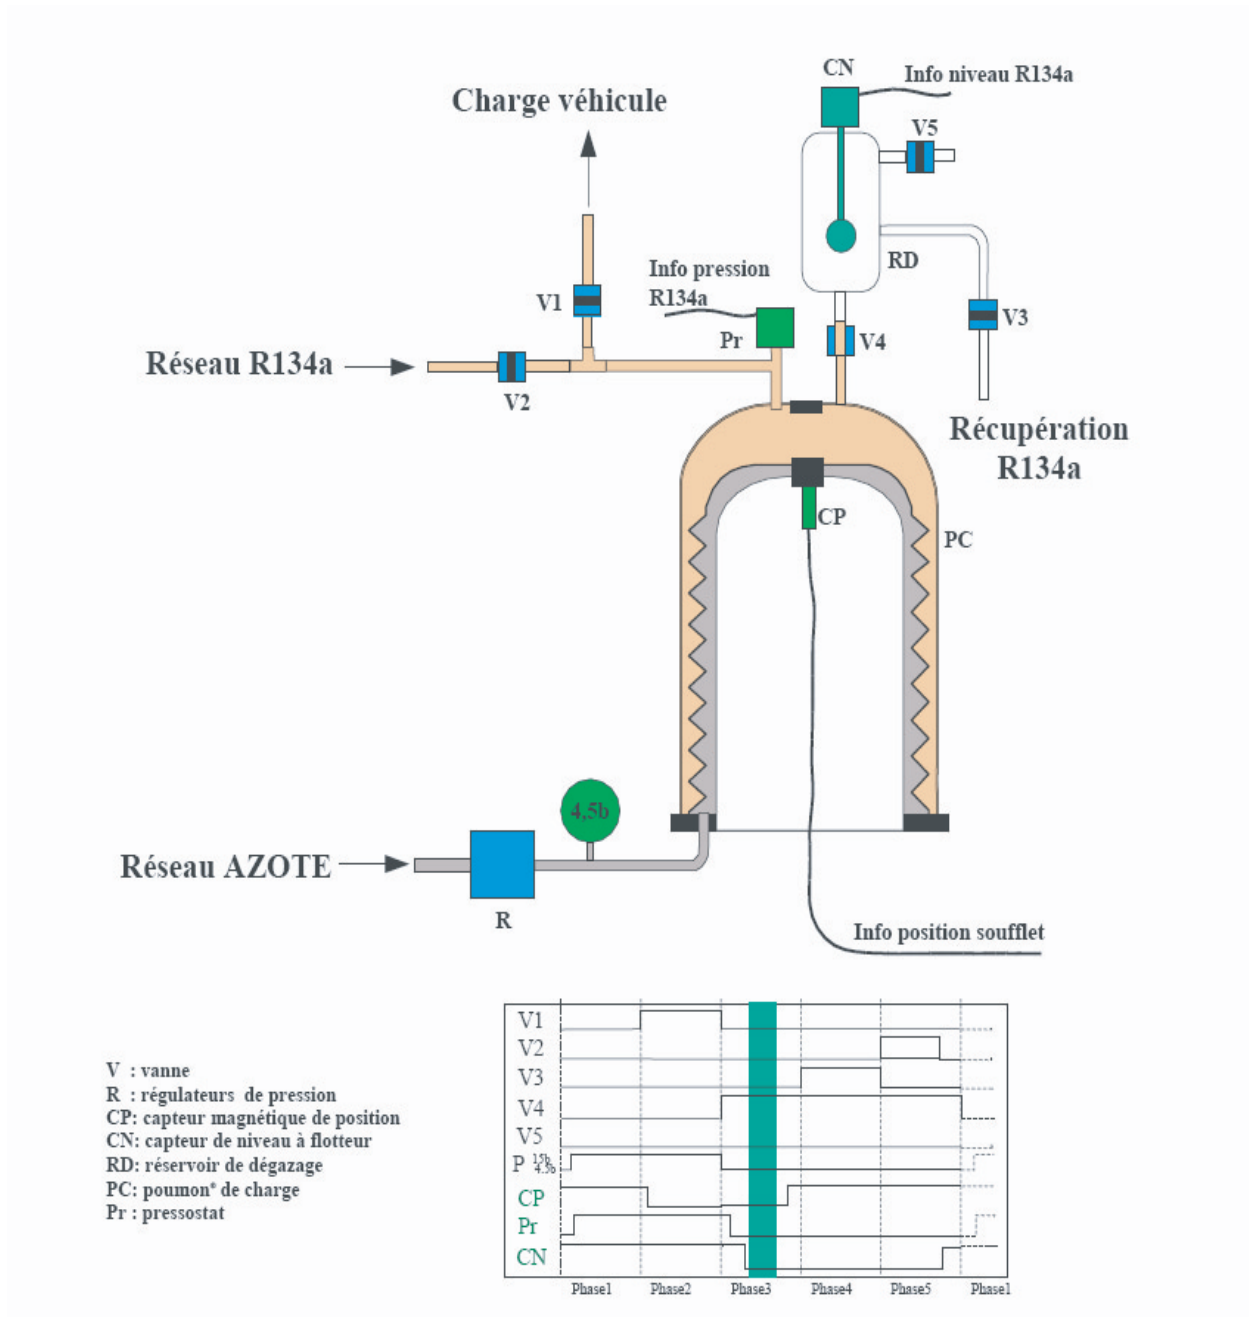 CN
Info niveau R134a
Charge véhicule
V5
Info pression
R134a
RD
V1
Pr
V4
V3
Réseau R134a
V2
Récupération
R134a
CP
PC
4,5b
Réseau AZOTE
R
Info position soufflet
V : vanne
R : régulateurs de pression
CP: capteur magnétique de position
CN: capteur de niveau à flotteur
RD: réservoir de dégazage
PC: poumon* de charge
Pr : pressostat
V1
V2
V3
V4
V5
P 15b
4.5b
CP
Pr
CN
Phase1 Phase2 Phase3 Phase4 Phase5 Phase1